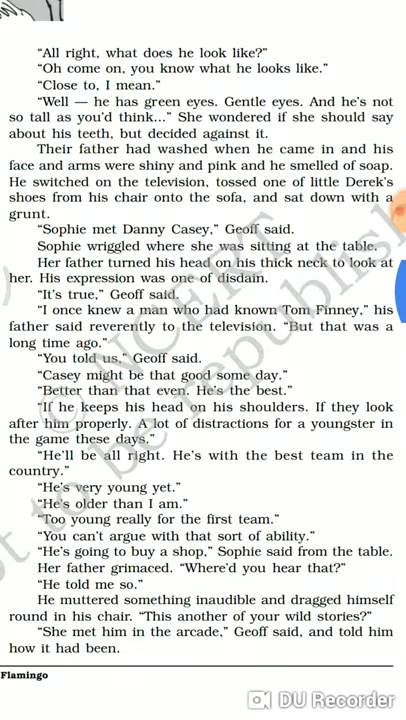 "All right, what does he look like?"
"Oh come on, you know what he looks like."
"Close to, I mean."
"Well — he has green eyes. Gentle eyes. And he's not
so tall as you'd think..." She wondered if she should say
about his teeth, but decided against it.
Their father had washed when he came in and his
face and arms were shiny and pink and he smelled of soap.
He switched on the television, tossed one of little Derek's
shoes from his chair onto the sofa, and sat down with a
grunt.
"Sophie met Danny Casey," Geoff said.
Sophie wriggled where she was sitting at the table.
Her father turned his head on his thick neck to look at
her. His expression was one of disdain.
"It's true," Geoff said.
"I once knew a man who had known Tom Finney," his
father said reverently to the television. "But that was a
long time ago."
"You told us," Geoff said.
"Casey might be that good some day."
"Better than that even. He's the best."
"If he keeps his head on his shoulders. If they look
after him properly. A lot of distractions for a youngster in
the game these days."
"He'll be all right. He's with the best team in the
country."
"He's very young yet."
"He's older than I am."
"Too young really for the first team."
"You can't argue with that sort of ability."
"He's going to buy a shop," Sophie said from the table.
Her father grimaced. "Where'd you hear that?"
"He told me so."
He muttered something inaudible and dragged himself
round in his chair. "This another of your wild stories?"
"She met him in the arcade," Geoff said, and told him
how it had been.
Flamingo
DU Recorder
© NCERT
not to be republish